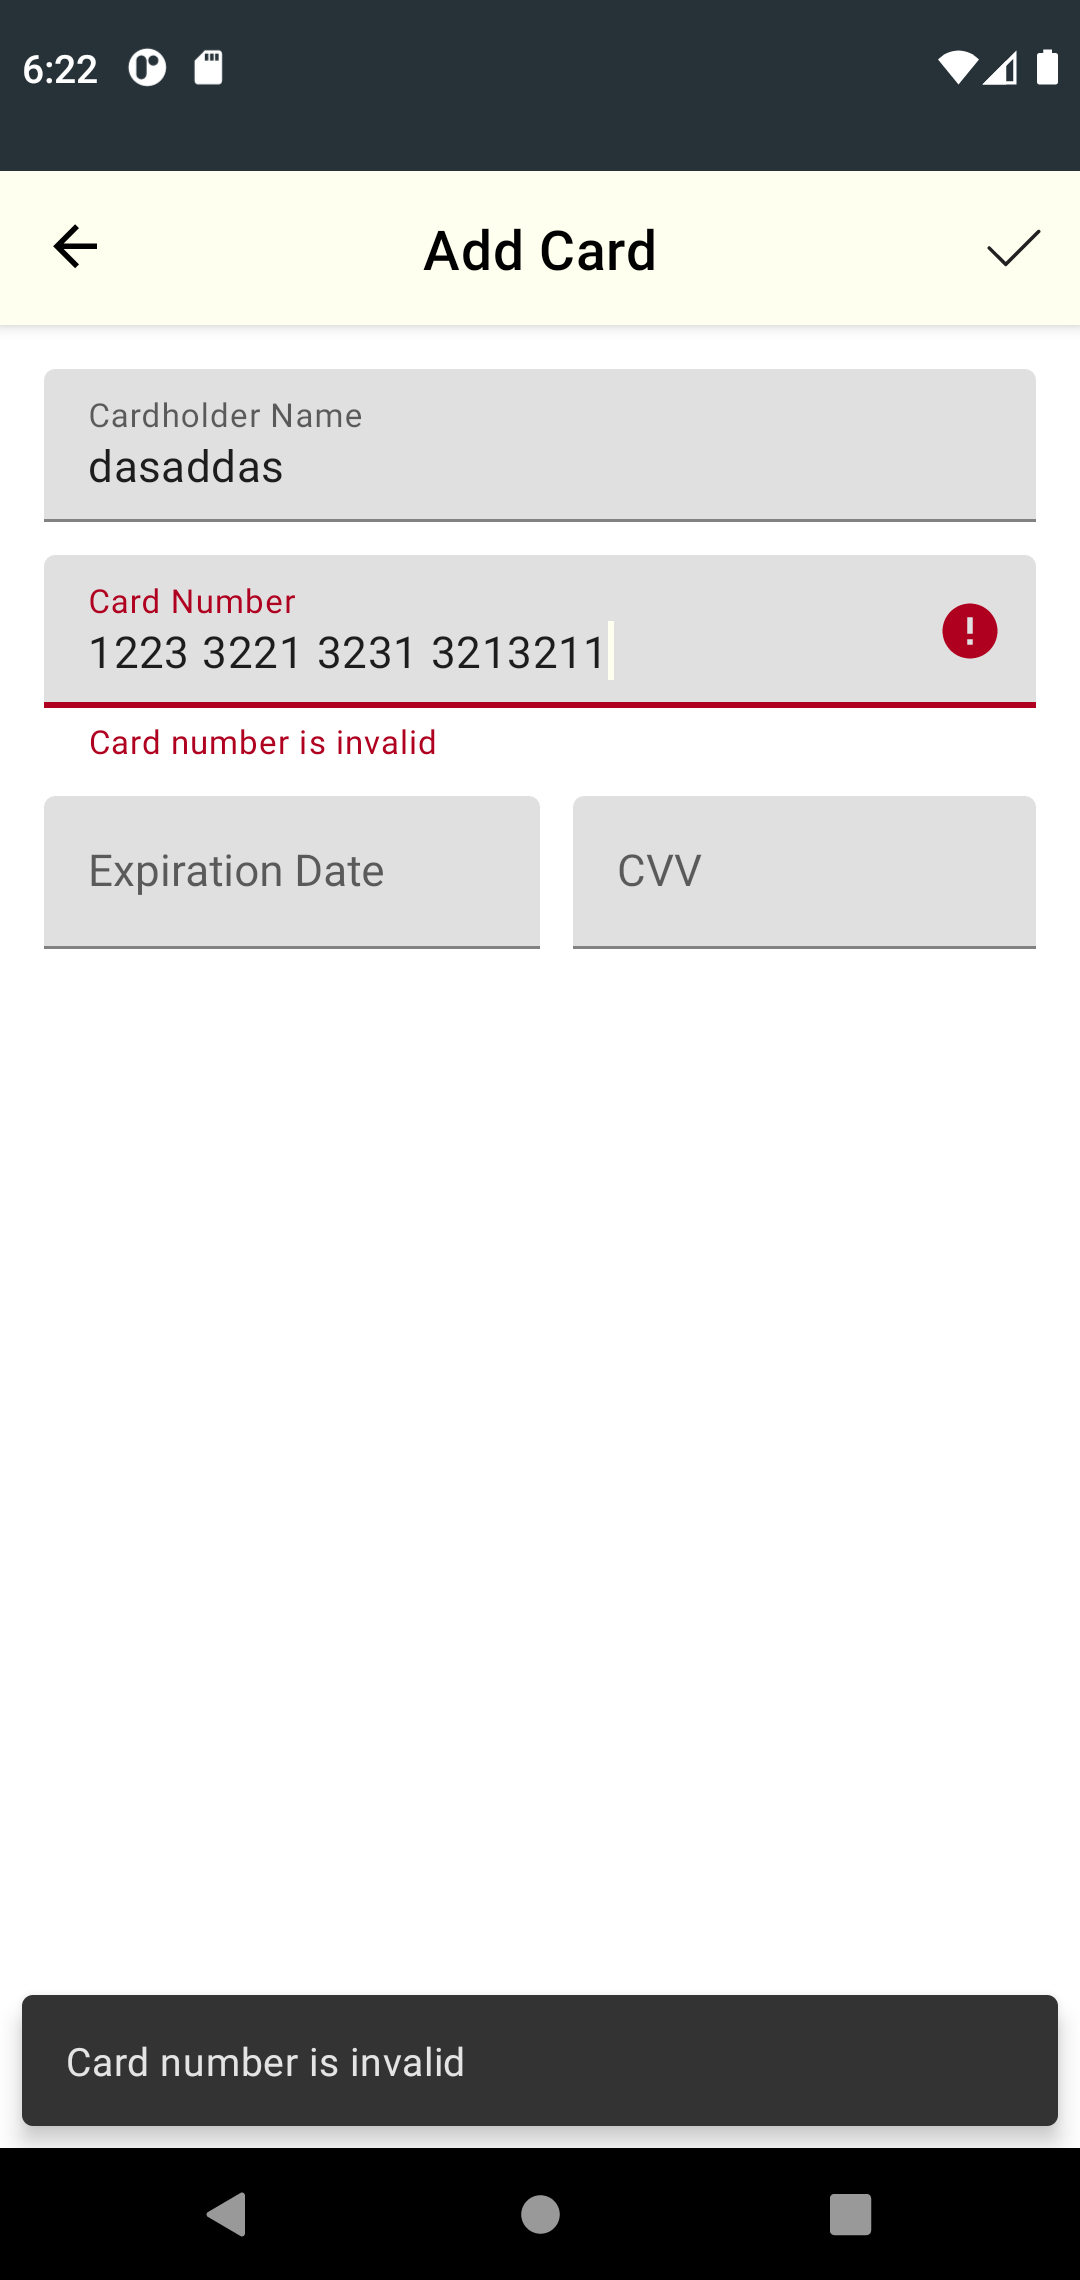 6:22
Add Card
Cardholder Name
dasaddas
Card Number
1223 3221 3231 3213211
Card number is invalid
Expiration Date
CVV
Card number is invalid